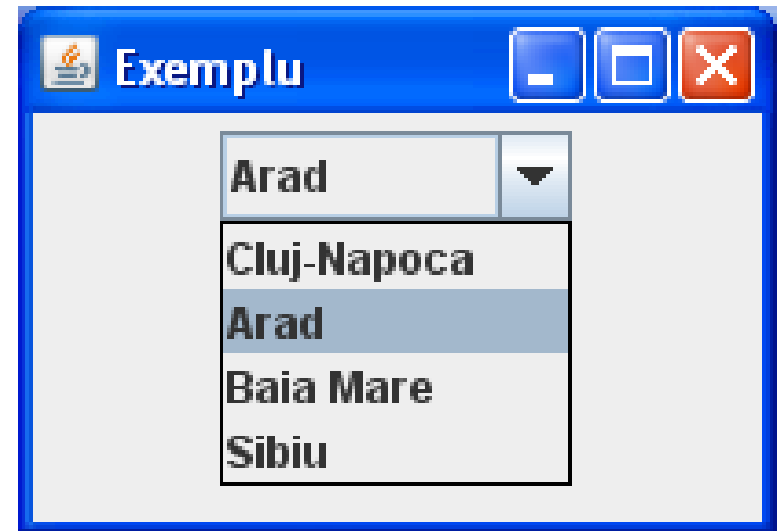 Exemplu
Arad
Cluj-Napoca
Arad
Baia Mare
Sibiu